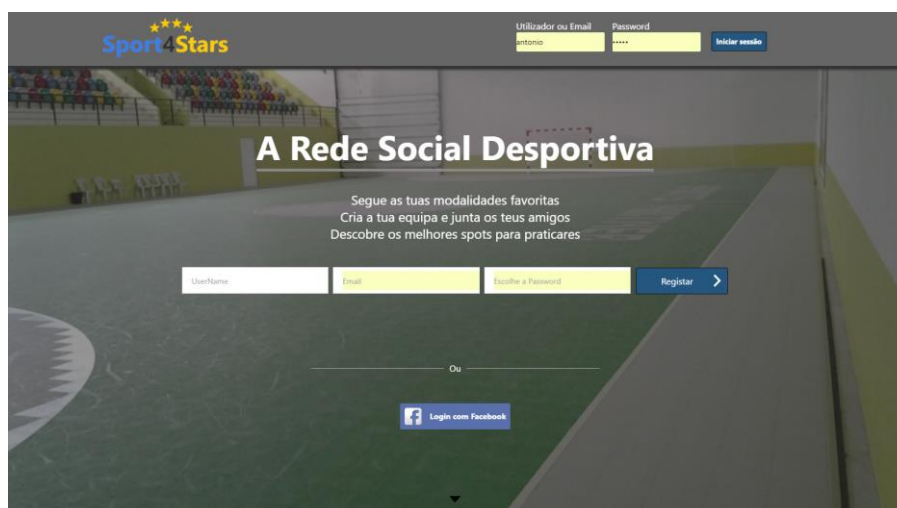 Sport4Stars
Utilizador ou Email
Password
antonio
•••••
Iniciar sessão
A Rede Social Desportiva
Segue as tuas modalidades favoritas
Cria a tua equipa e junta os teus amigos
Descobre os melhores spots para praticares
UserName
Email
Escolhe a Password
Registar
Ou
Login com Facebook